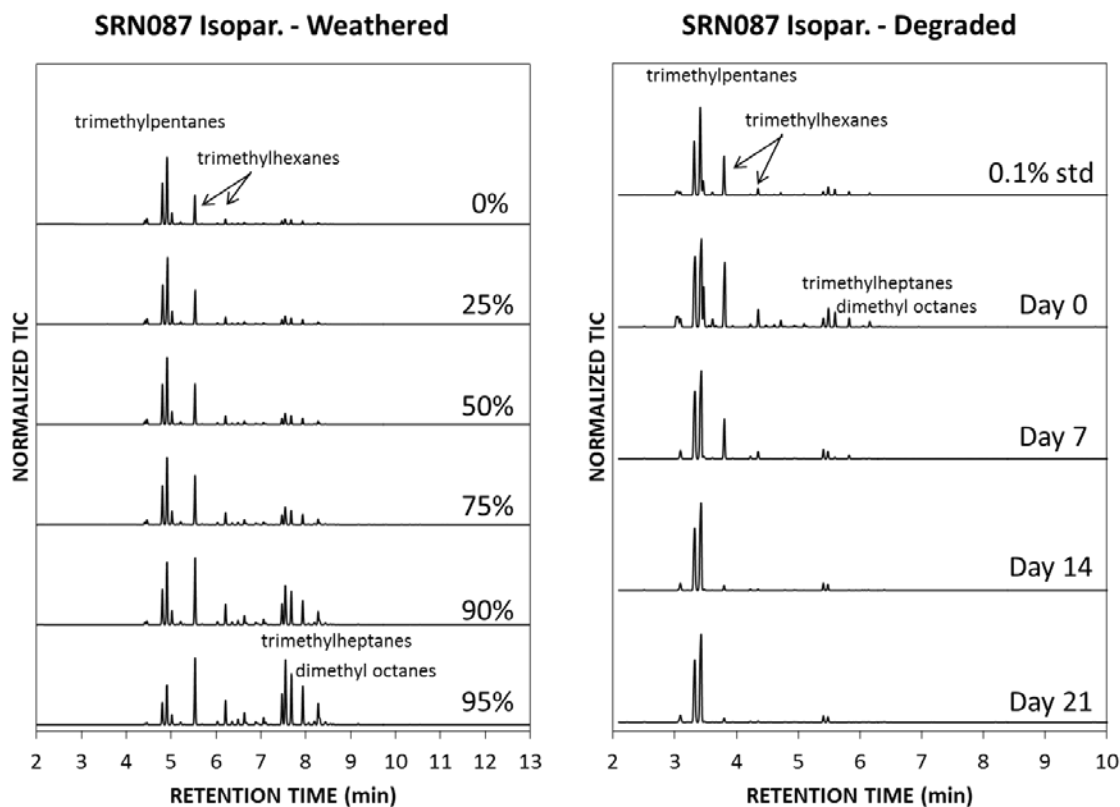 SRN087 Isopar. - Weathered
trimethylpentanes
trimethylhexanes
0%
25%
50%
75%
90%
trimethylheptanes
dimethyl octanes
95%
NORMALIZED TIC
2 3 4 5 6 7 8 9 10 11 12 13
RETENTION TIME (min)
SRN087 Isopar. - Degraded
trimethylpentanes
trimethylhexanes
0.1% std
trimethylheptanes
dimethyl octanes
Day 0
Day 7
Day 14
Day 21
NORMALIZED TIC
2 3 4 5 6 7 8 9 10
RETENTION TIME (min)